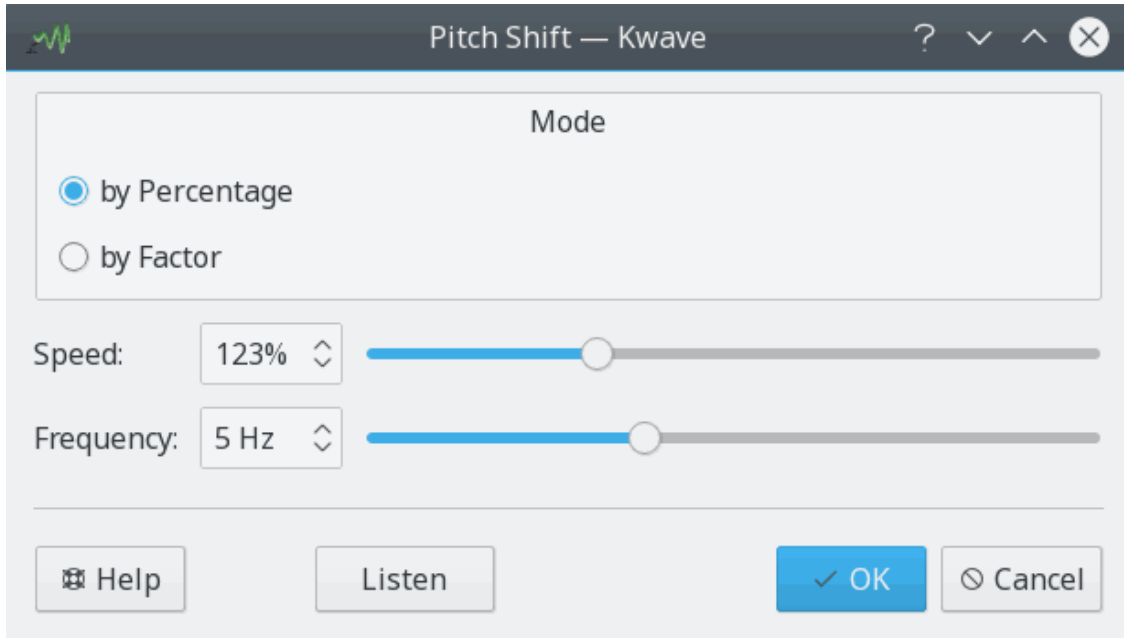 Pitch Shift — Kwave
Mode
by Percentage
by Factor
Speed: 123%
Frequency: 5 Hz
Help Listen OK Cancel